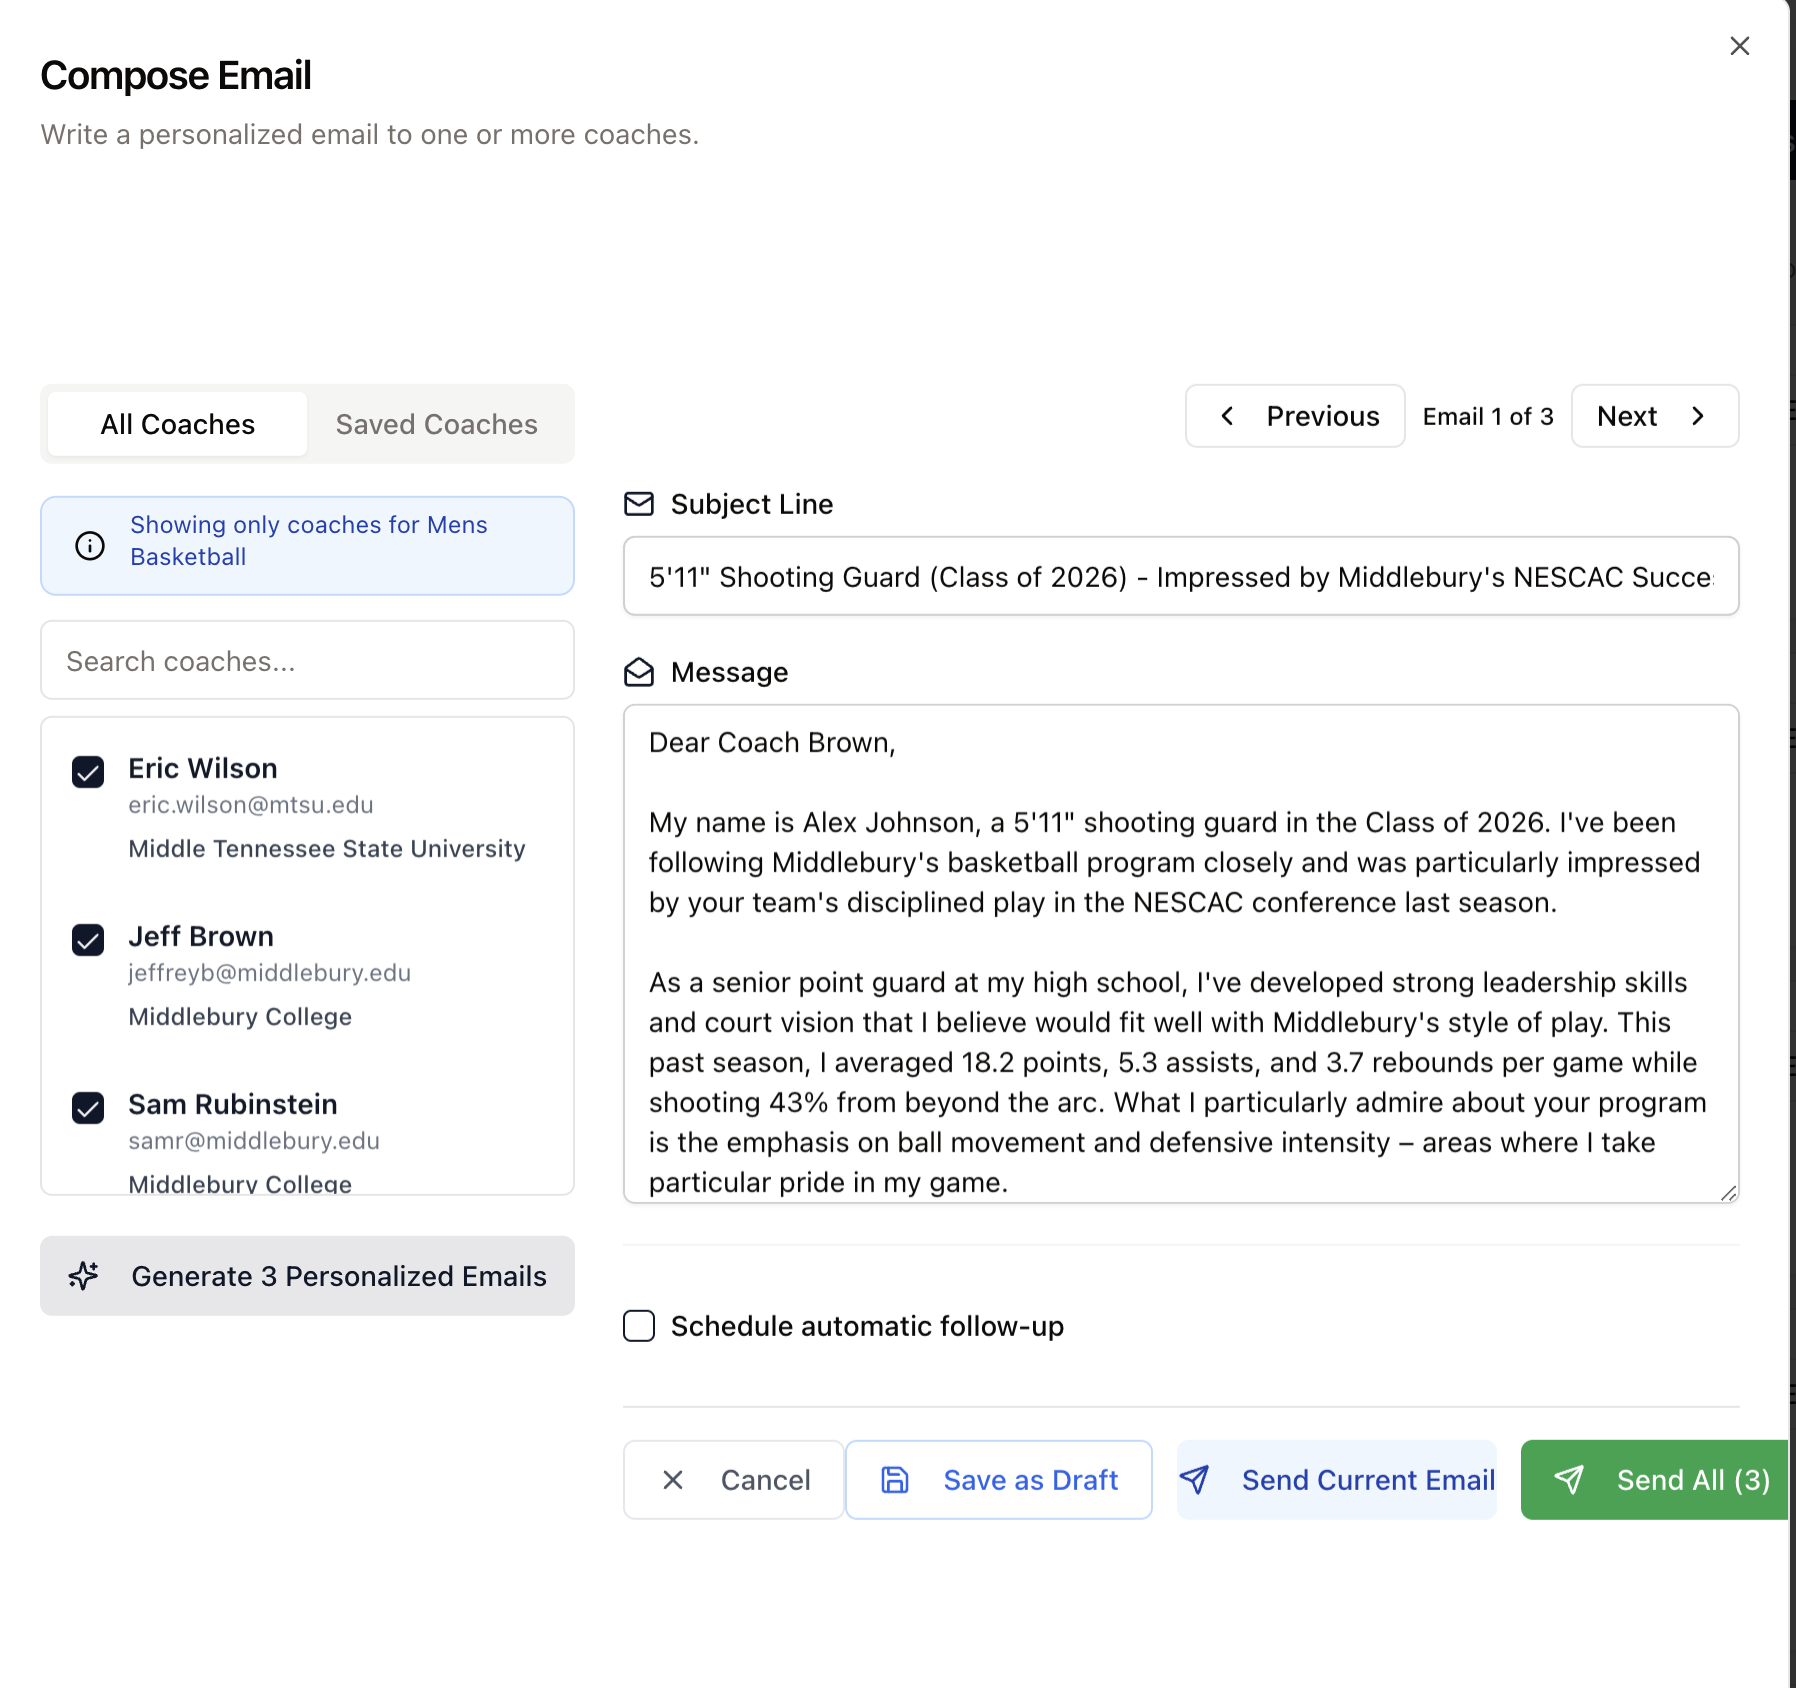 Compose Email
Write a personalized email to one or more coaches.
All Coaches
Saved Coaches
Showing only coaches for Mens
Basketball
Search coaches...
Eric Wilson
eric.wilson@mtsu.edu
Middle Tennessee State University
Jeff Brown
jeffreyb@middlebury.edu
Middlebury College
Sam Rubinstein
samr@middlebury.edu
Middlebury College
Generate 3 Personalized Emails
Previous
Email 1 of 3
Next
Subject Line
5'11" Shooting Guard (Class of 2026) - Impressed by Middlebury's NESCAC Succe
Message
Dear Coach Brown,
My name is Alex Johnson, a 5'11" shooting guard in the Class of 2026. I've been
following Middlebury's basketball program closely and was particularly impressed
by your team's disciplined play in the NESCAC conference last season.
As a senior point guard at my high school, I've developed strong leadership skills
and court vision that I believe would fit well with Middlebury's style of play. This
past season, I averaged 18.2 points, 5.3 assists, and 3.7 rebounds per game while
shooting 43% from beyond the arc. What I particularly admire about your program
is the emphasis on ball movement and defensive intensity – areas where I take
particular pride in my game.
Schedule automatic follow-up
Cancel
Save as Draft
Send Current Email
Send All (3)